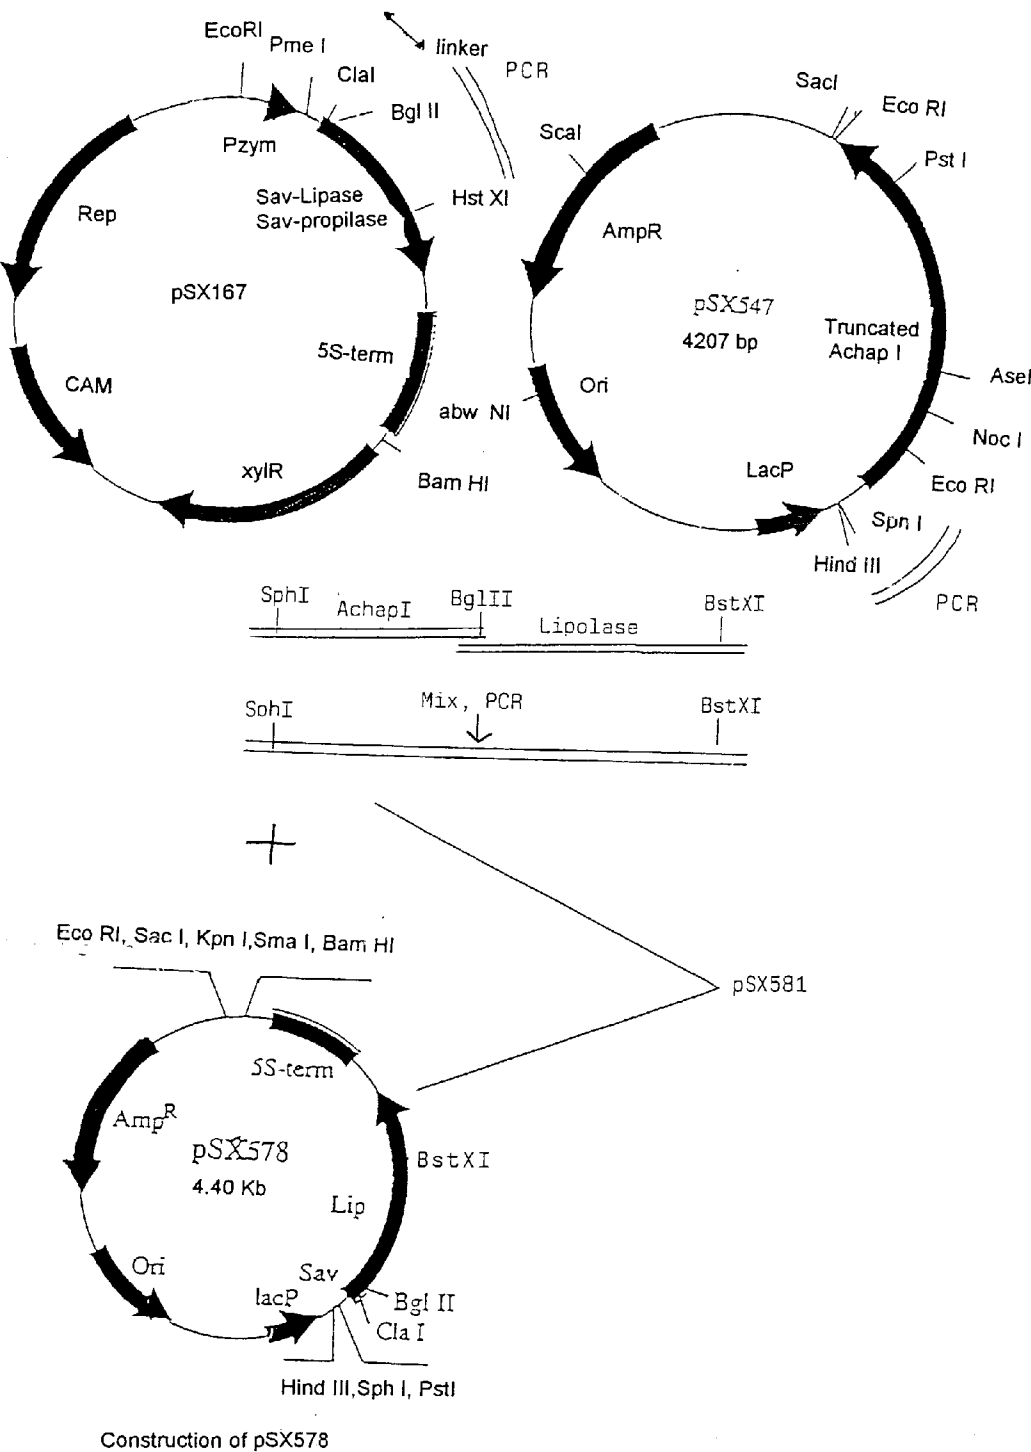 EcoRI
Pme I
ClaI
Bgl II
linker
PCR
Pzym
Sav-Lipase
Sav-propilase
Hst XI
Rep
pSX167
5S-term
CAM
xylR
Bam HI
SacI
Eco RI
ScaI
Pst I
AmpR
pSX547
4207 bp
Truncated
Achap I
Ori
abw NI
AseI
Noc I
LacP
Eco RI
Spn I
Hind III
PCR
SphI
AchapI
BglII
Lipolase
BstXI
SphI
Mix, PCR
BstXI
+
Eco RI, Sac I, Kpn I,Sma I, Bam HI
pSX581
5S-term
AmpR
pSX578
4.40 Kb
BstXI
Lip
Ori
Sav
lacP
Bgl II
Cla I
Hind III,Sph I, PstI
Construction of pSX578